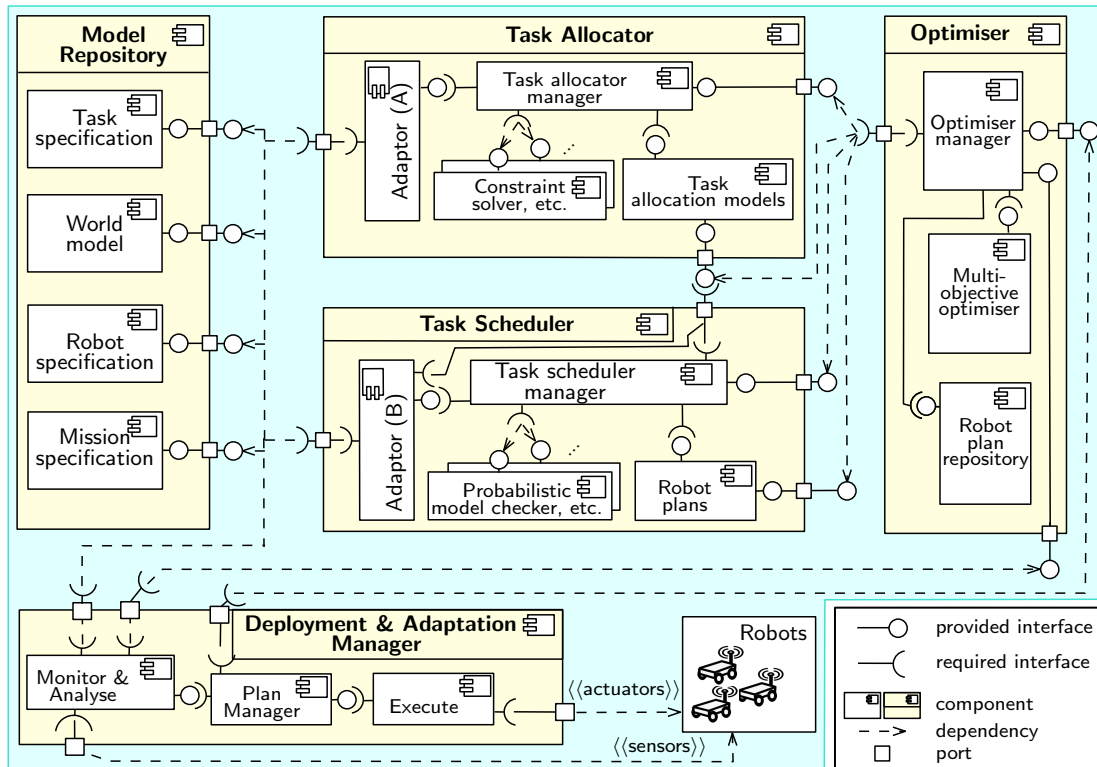 Model
Repository
Task
specification
World
model
Robot
specification
Mission
specification
Task Allocator
Adaptor (A)
Task allocator
manager
...
Constraint
solver, etc.
Task
allocation models
Task Scheduler
Adaptor (B)
Task scheduler
manager
...
Probabilistic
model checker, etc.
Robot
plans
Optimiser
Optimiser
manager
Multi-
objective
optimiser
Robot
plan
repository
Deployment & Adaptation
Manager
Monitor &
Analyse
Plan
Manager
Execute
⟨⟨actuators⟩⟩
⟨⟨sensors⟩⟩
Robots
provided interface
required interface
component
dependency
port